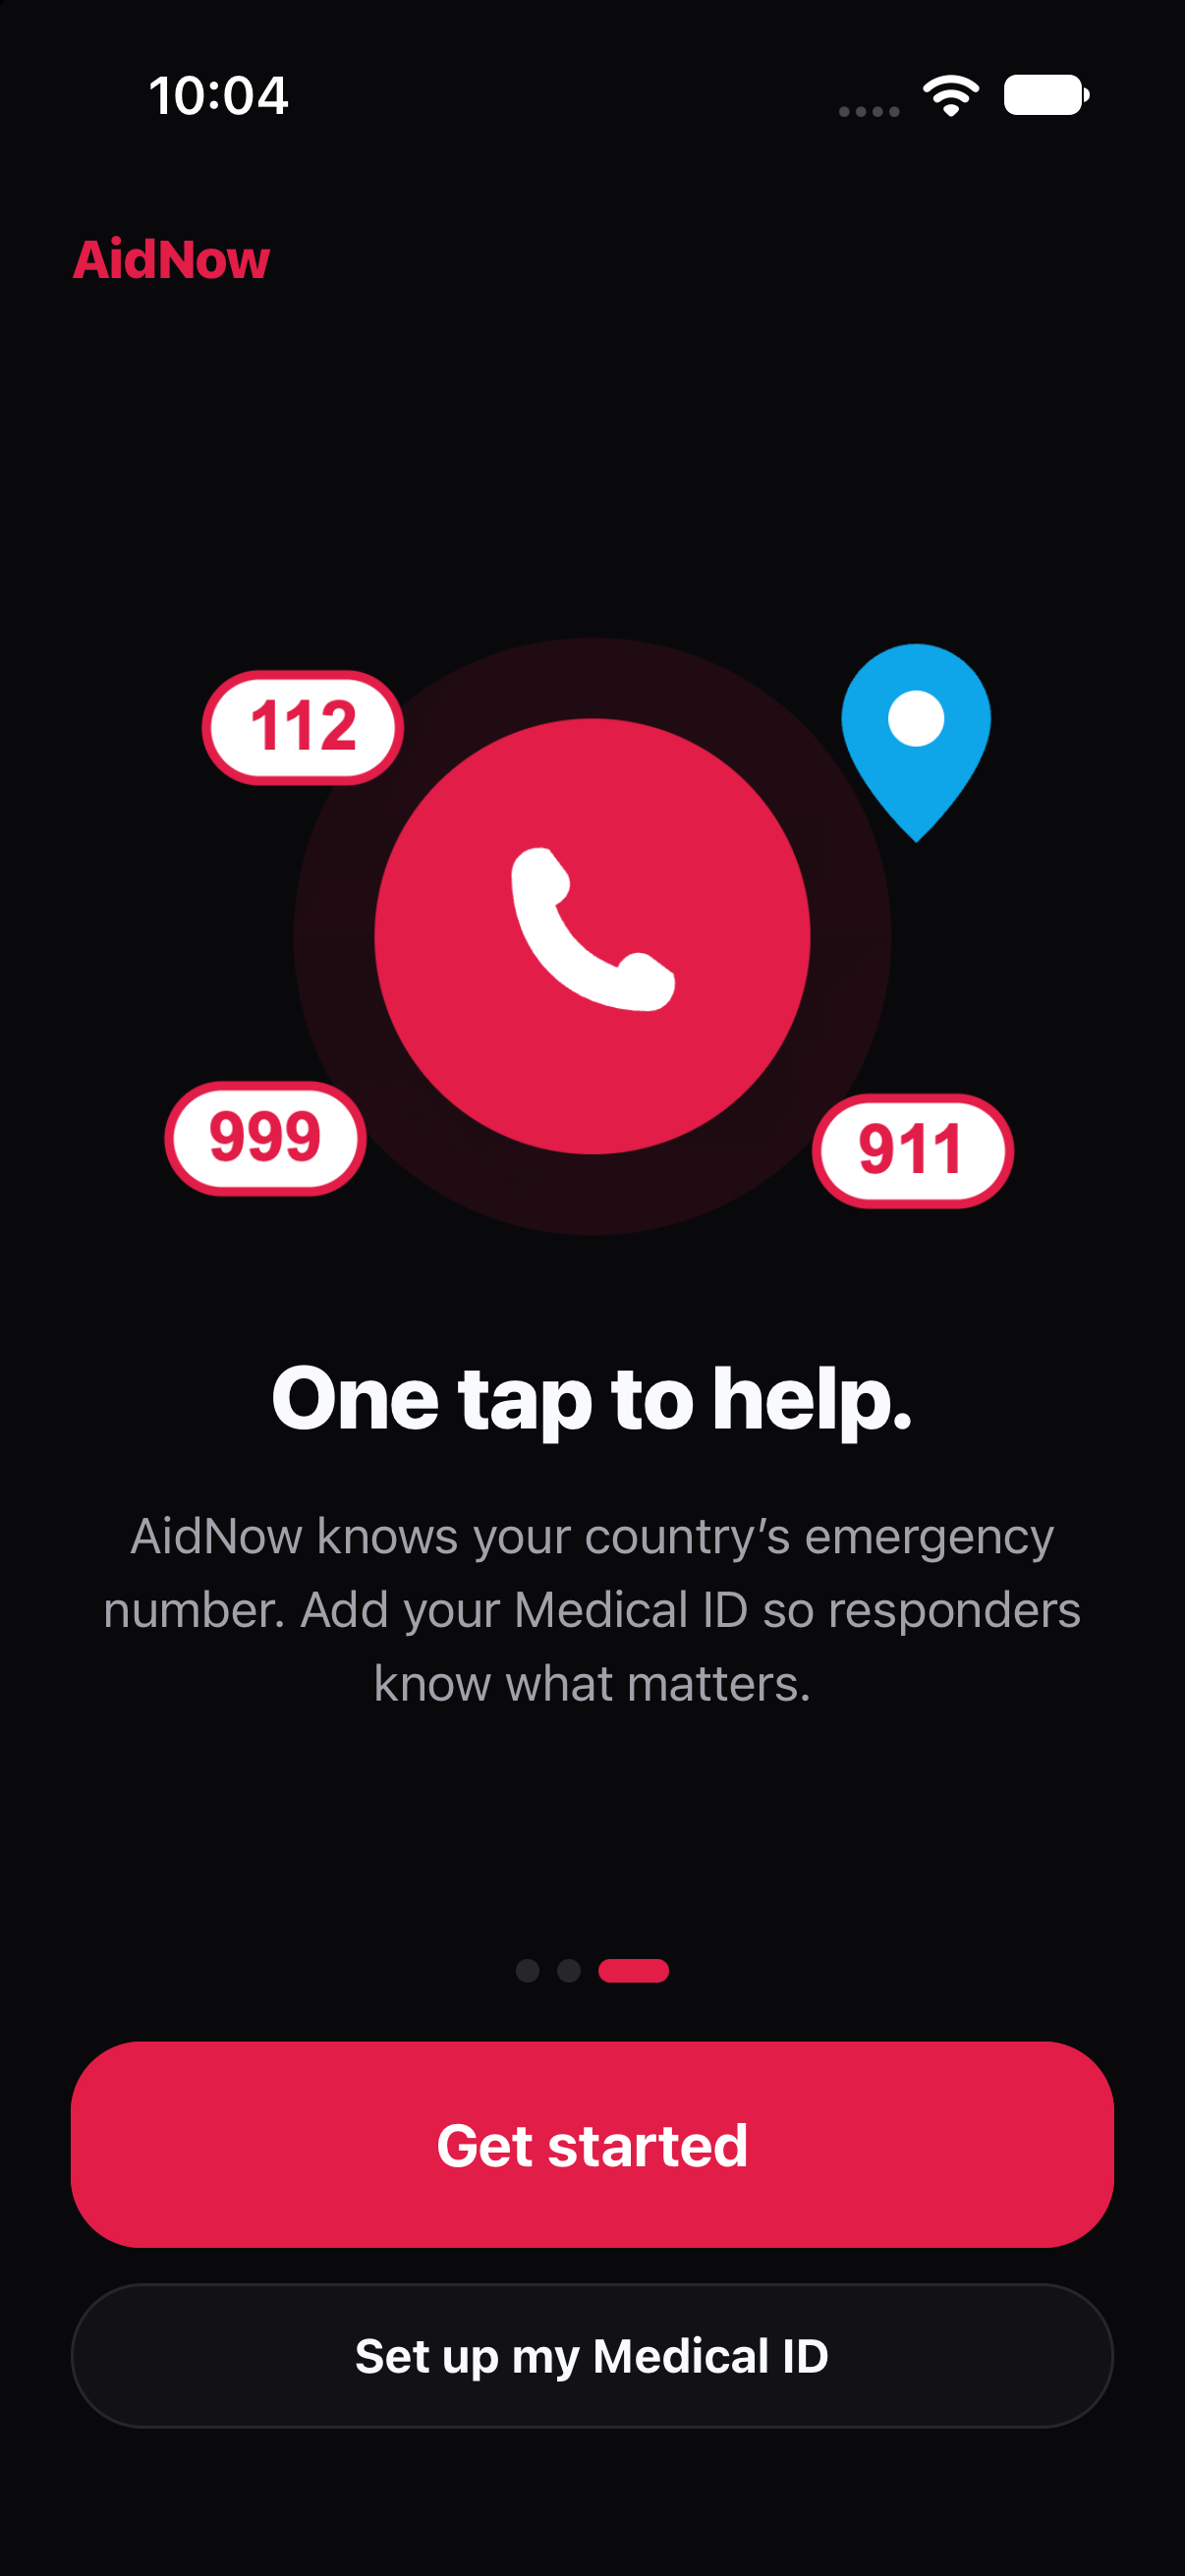 10:04
AidNow
112
999
911
One tap to help.
AidNow knows your country’s emergency
number. Add your Medical ID so responders
know what matters.
Get started
Set up my Medical ID